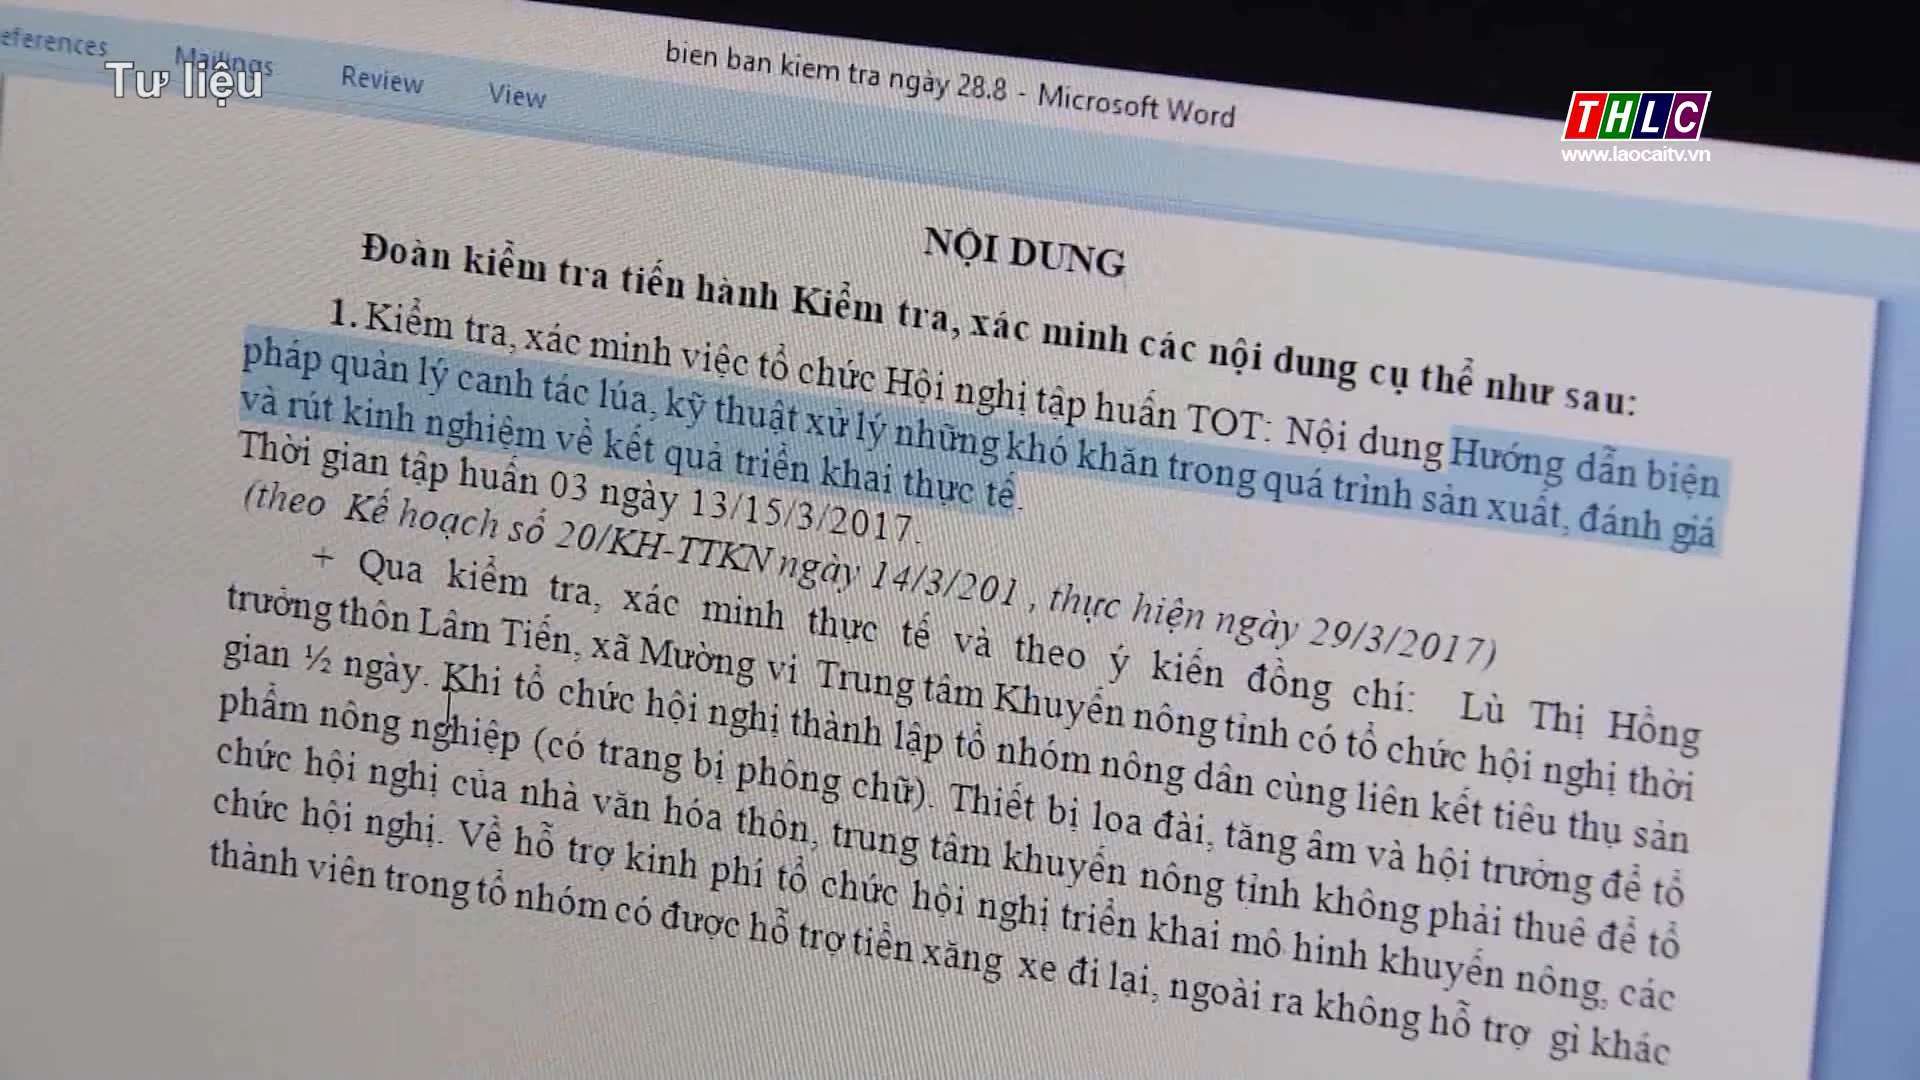 eferences Mailings Review View
bien ban kiem tra ngày 28.8 - Microsoft Word
Tư liệu
THLC
www.laocaitv.vn
NỘI DUNG
Đoàn kiểm tra tiến hành Kiểm tra, xác minh các nội dung cụ thể như sau:
1. Kiểm tra, xác minh việc tổ chức Hội nghị tập huấn TOT: Nội dung Hướng dẫn biện
pháp quản lý canh tác lúa, kỹ thuật xử lý những khó khăn trong quá trình sản xuất, đánh giá
và rút kinh nghiệm về kết quả triển khai thực tế.
Thời gian tập huấn 03 ngày 13/15/3/2017.
(theo Kế hoạch số 20/KH-TTKN ngày 14/3/201 , thực hiện ngày 29/3/2017)
+ Qua kiểm tra, xác minh thực tế và theo ý kiến đồng chí: Lù Thị Hồng
trưởng thôn Lâm Tiến, xã Mường vi Trung tâm Khuyến nông tỉnh có tổ chức hội nghị thời
gian ½ ngày. Khi tổ chức hội nghị thành lập tổ nhóm nông dân cùng liên kết tiêu thụ sản
phẩm nông nghiệp (có trang bị phông chữ). Thiết bị loa đài, tăng âm và hội trường để tổ
chức hội nghị của nhà văn hóa thôn, trung tâm khuyến nông tỉnh không phải thuê để tổ
chức hội nghị. Về hỗ trợ kinh phí tổ chức hội nghị triển khai mô hình khuyến nông, các
thành viên trong tổ nhóm có được hỗ trợ tiền xăng xe đi lại, ngoài ra không hỗ trợ gì khác